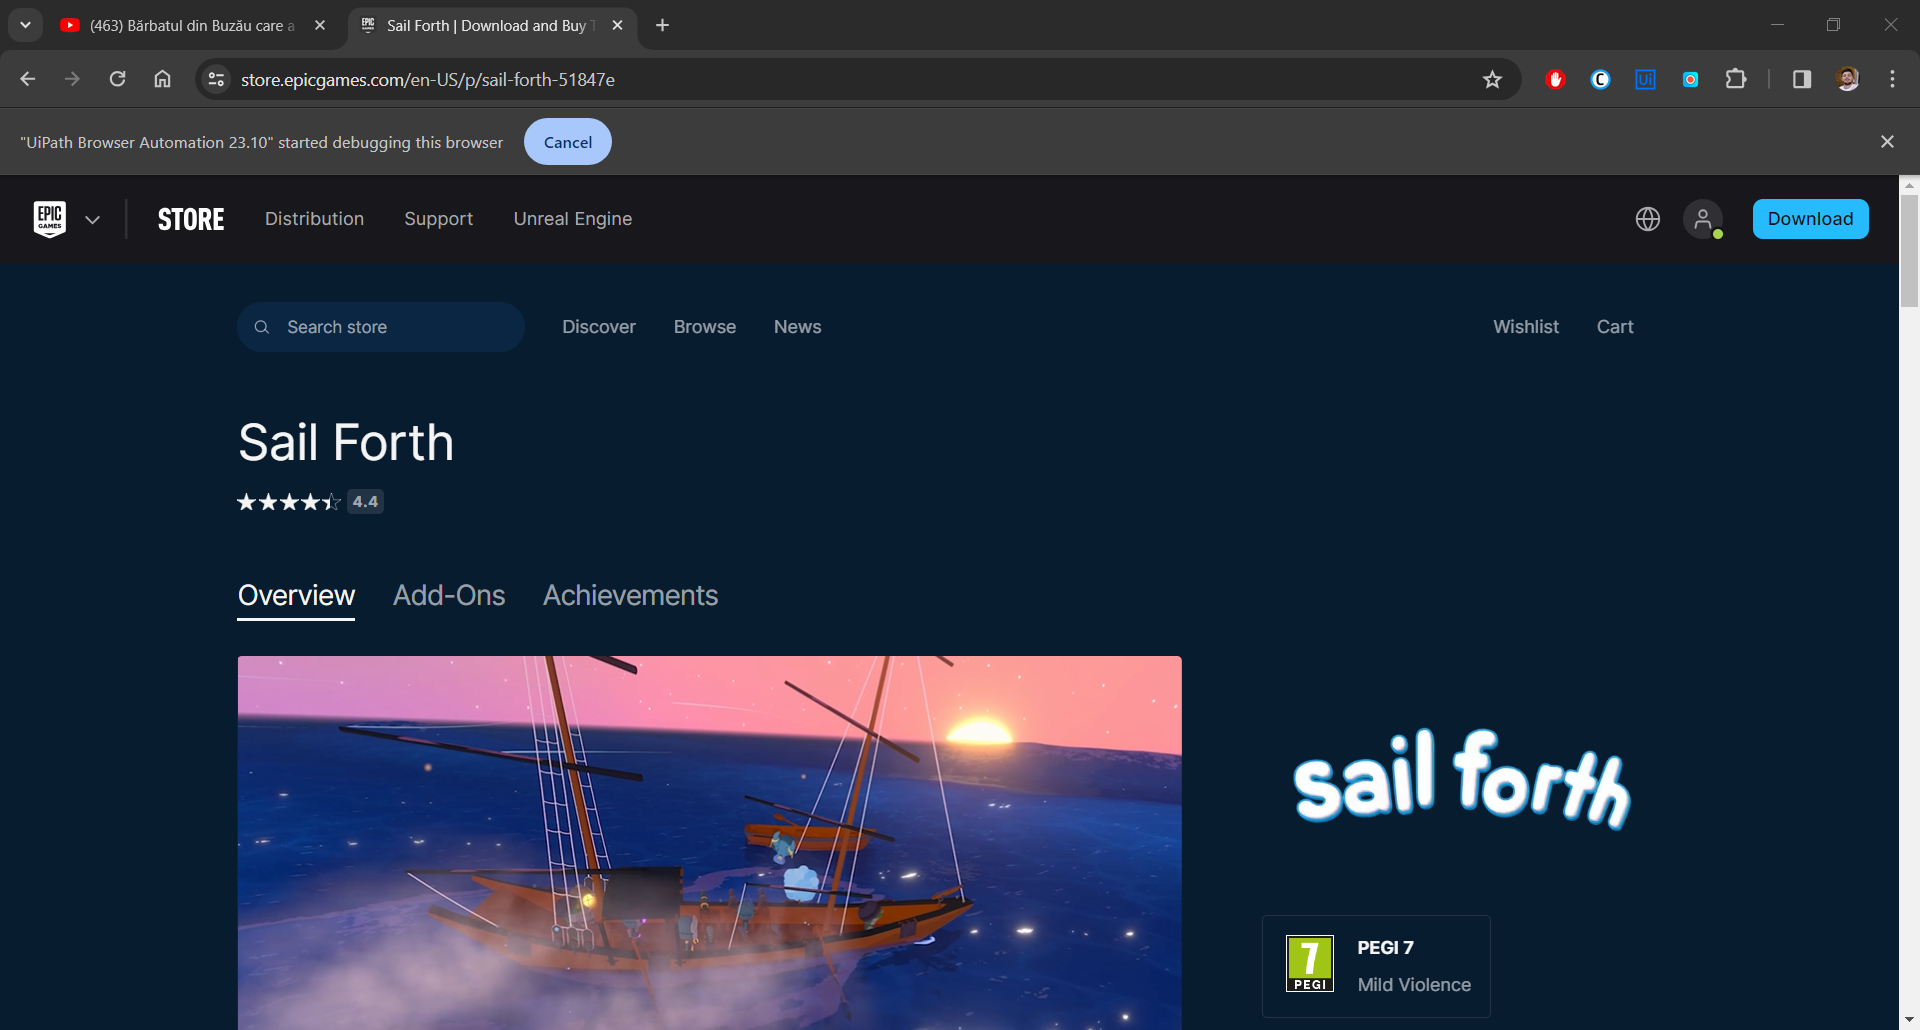 (463) Bărbatul din Buzău care a
Sail Forth | Download and Buy T
store.epicgames.com/en-US/p/sail-forth-51847e
"UiPath Browser Automation 23.10" started debugging this browser
Cancel
EPIC
GAMES
STORE
Distribution
Support
Unreal Engine
Download
Search store
Discover
Browse
News
Wishlist
Cart
Sail Forth
4.4
Overview
Add-Ons
Achievements
sail forth
7
PEGI
PEGI 7
Mild Violence